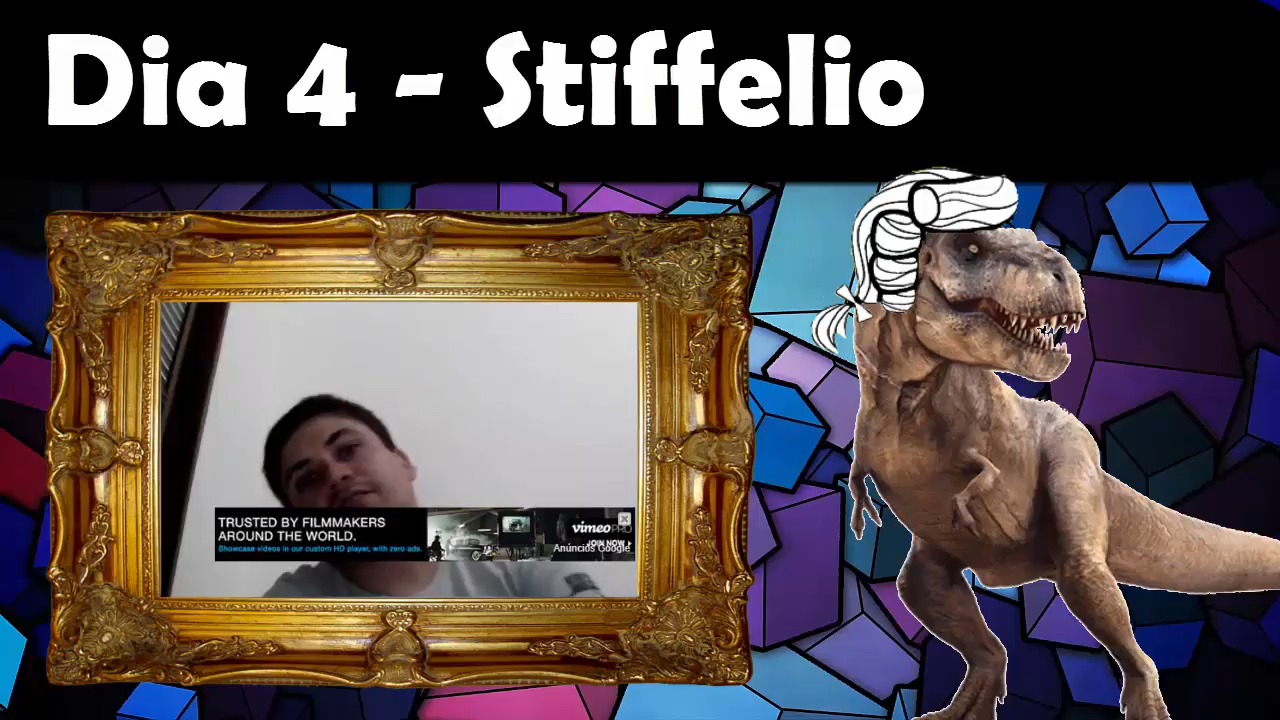 Dia 4 - Stiffelio
TRUSTED BY FILMMAKERS
AROUND THE WORLD.
Showcase videos in our custom HD player, with zero ads.
vimeo PRO
JOIN NOW
Anúncios Google